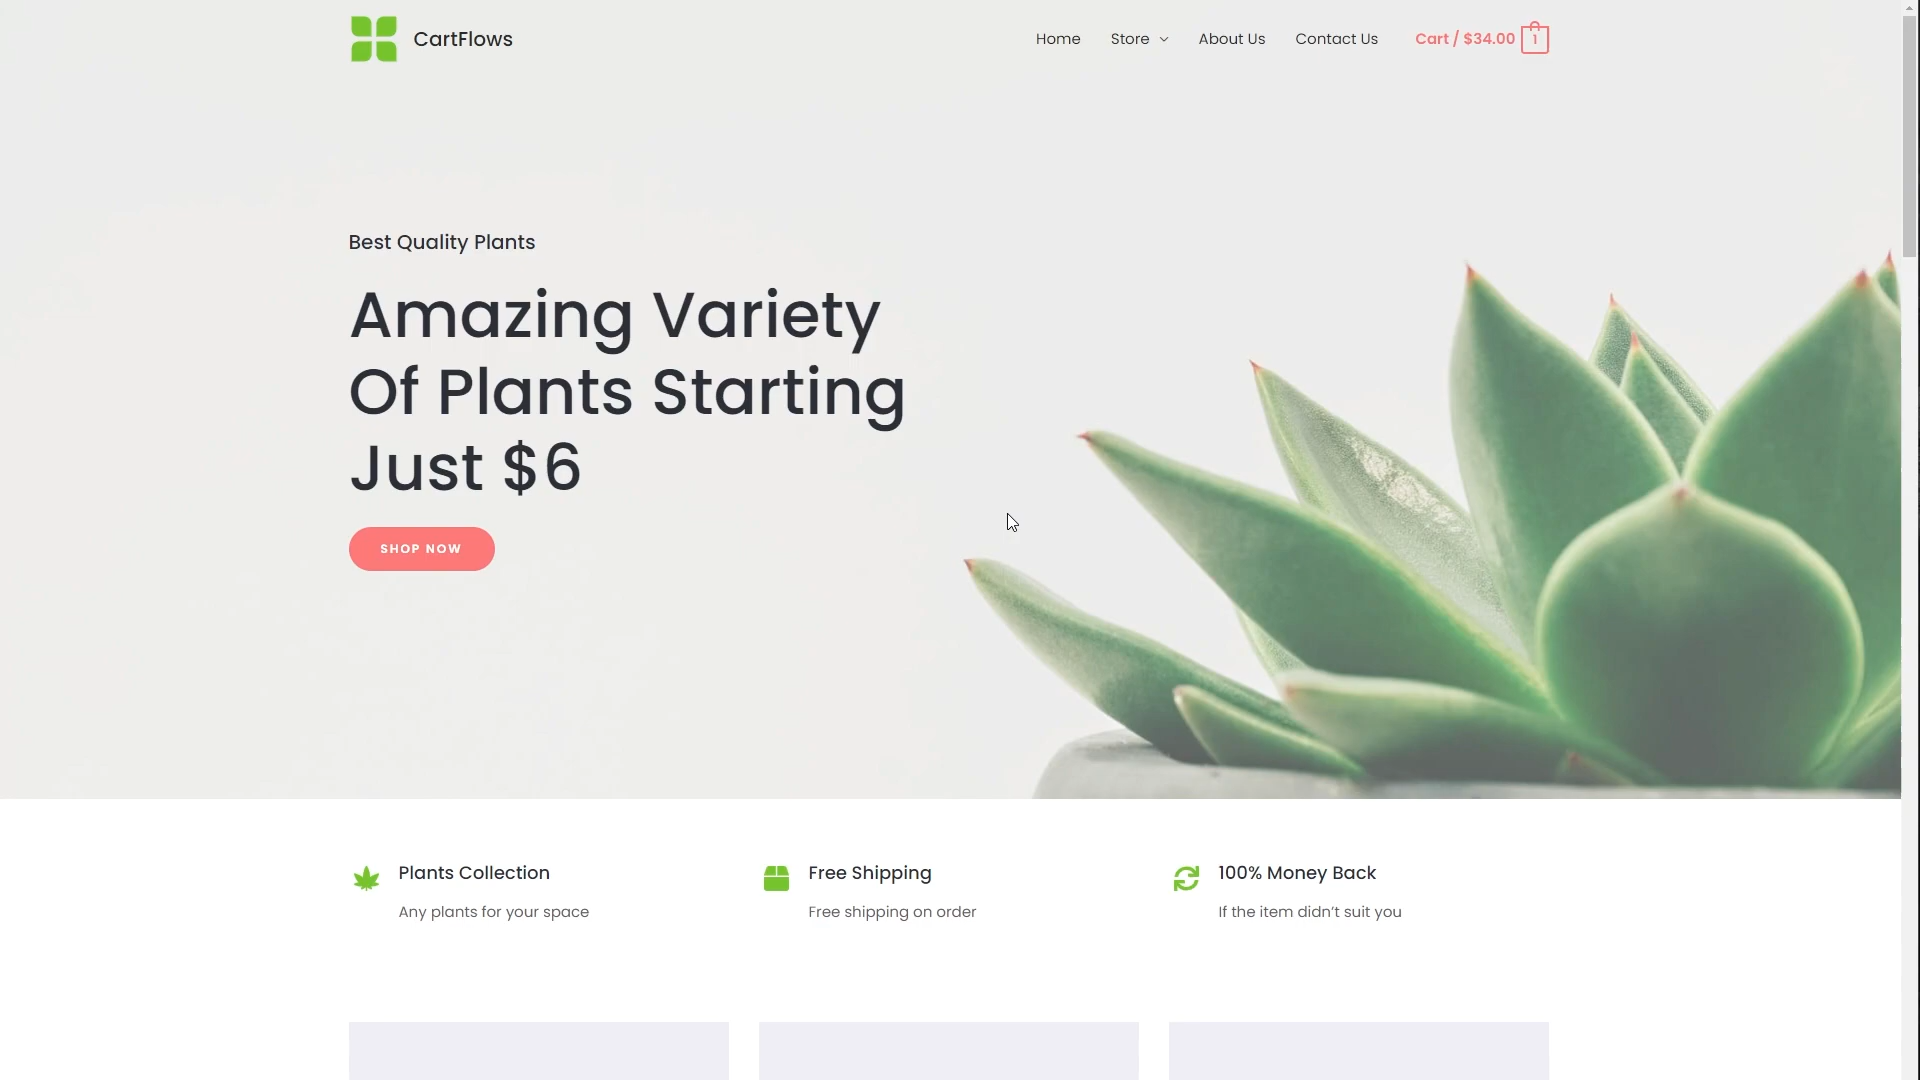 CartFlows
Home
Store
About Us
Contact Us
Cart / $34.00
1
Best Quality Plants
Amazing Variety
Of Plants Starting
Just $6
SHOP NOW
Plants Collection
Any plants for your space
Free Shipping
Free shipping on order
100% Money Back
If the item didn’t suit you